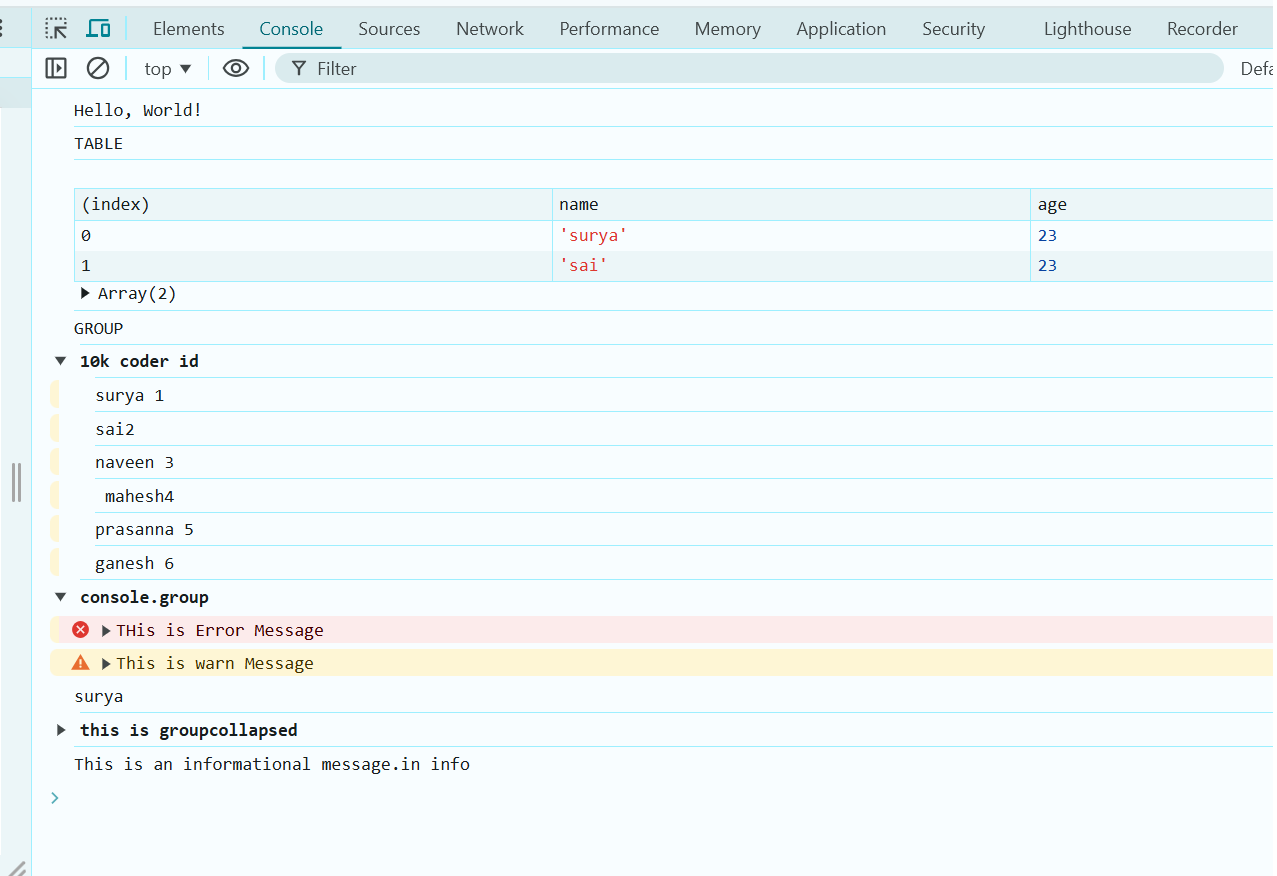 Elements Console Sources Network Performance Memory Application Security Lighthouse Recorder
top Filter
Hello, World!
TABLE
(index) name age
0 'surya' 23
1 'sai' 23
Array(2)
GROUP
10k coder id
surya 1
sai2
naveen 3
mahesh4
prasanna 5
ganesh 6
console.group
THis is Error Message
This is warn Message
surya
this is groupcollapsed
This is an informational message.in info